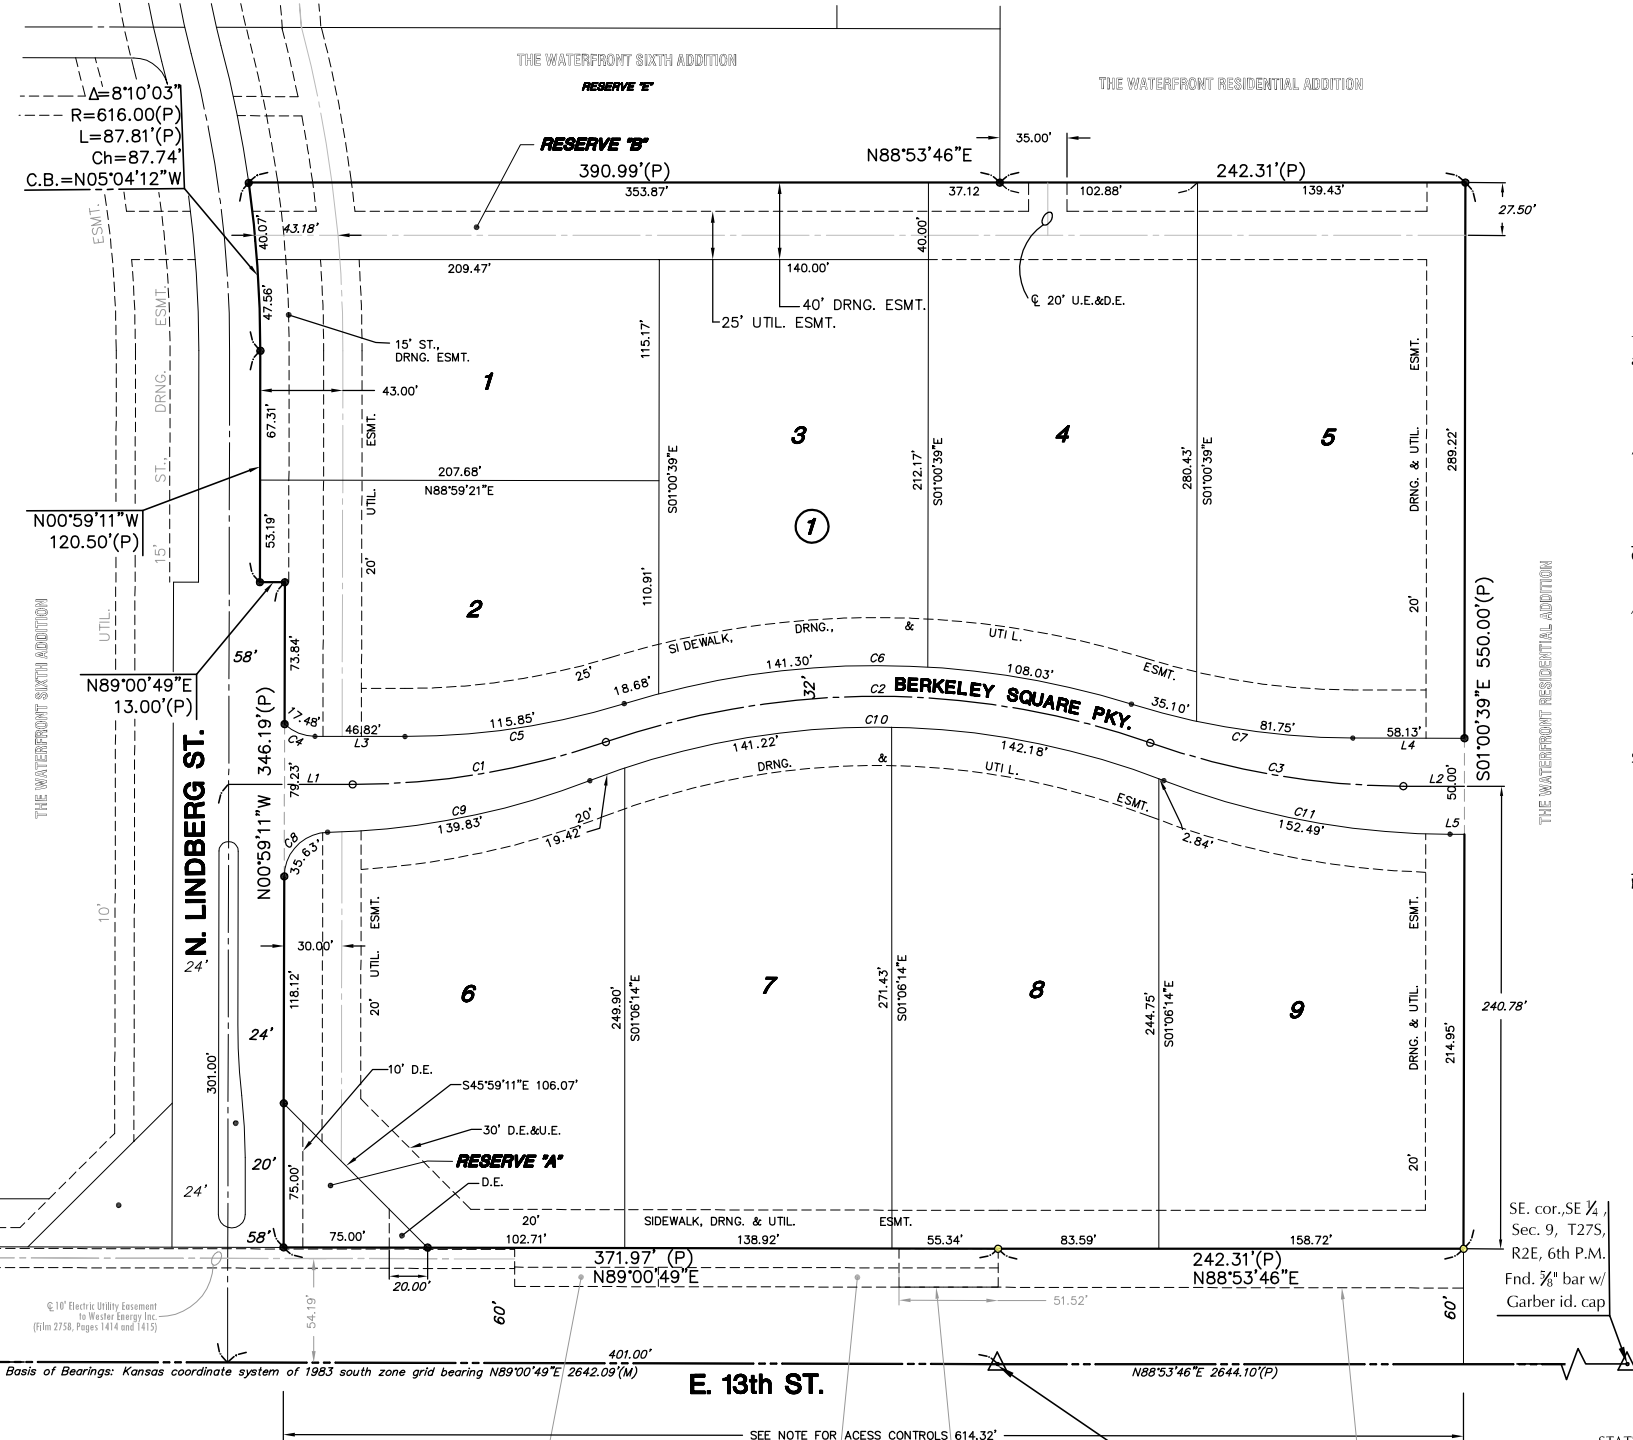 THE WATERFRONT SIXTH ADDITION
RESERVE "E"
THE WATERFRONT RESIDENTIAL ADDITION
Δ=8°10'03"
R=616.00(P)
L=87.81'(P)
Ch=87.74'
C.B.=N05°04'12"W
RESERVE "B"
390.99'(P)
N88°53'46"E
35.00'
242.31'(P)
353.87'
37.12
102.88'
139.43'
27.50'
ESMT.
40.07'
43.18'
40.00'
209.47'
140.00'
40' DRNG. ESMT.
25' UTIL. ESMT.
℄ 20' U.E.&D.E.
47.56'
15' ST.,
DRNG. ESMT.
115.17'
ESMT.
DRNG.
ST.,
15'
1
43.00'
67.31'
ESMT.
UTIL.
20'
207.68'
N88°59'21"E
S01°00'39"E
3
212.17'
S01°00'39"E
4
280.43'
S01°00'39"E
5
ESMT.
DRNG. & UTIL.
20'
289.22'
1
N00°59'11"W
120.50'(P)
53.19'
2
110.91'
UTIL.
THE WATERFRONT SIXTH ADDITION
THE WATERFRONT RESIDENTIAL ADDITION
S01°00'39"E 550.00'(P)
58'
73.84'
N89°00'49"E
13.00'(P)
25'
SIDEWALK,
DRNG.,
&
UTIL.
ESMT.
141.30'
C6
108.03'
18.68'
32'
C2
BERKELEY SQUARE PKY.
35.10'
17.48'
C4
46.82'
L3
115.85'
C5
C10
81.75'
C7
58.13'
L4
N. LINDBERG ST.
N00°59'11"W 346.19'(P)
79.23'
L1
C1
141.22'
142.18'
C3
L2
50.00'
DRNG.
&
UTIL.
ESMT.
C9
139.83'
20'
19.42'
2.84'
C11
152.49'
L5
C8
35.63'
10'
24'
30.00'
118.12'
ESMT.
UTIL.
20'
6
249.90'
S01°06'14"E
7
271.43'
S01°06'14"E
8
244.75'
S01°06'14"E
9
ESMT.
DRNG. & UTIL.
20'
214.95'
240.78'
24'
301.00'
10' D.E.
S45°59'11"E 106.07'
30' D.E.&U.E.
RESERVE "A"
D.E.
20'
24'
75.00'
58'
75.00'
20'
SIDEWALK, DRNG. & UTIL.
ESMT.
102.71'
138.92'
55.34'
83.59'
158.72'
371.97' (P)
N89°00'49"E
242.31'(P)
N88°53'46"E
20.00'
SE. cor.,SE ¼ ,
Sec. 9, T27S,
R2E, 6th P.M.
Fnd. ⅝" bar w/
Garber id. cap
℄ 10' Electric Utility Easement
to Wester Energy Inc.
(Film 2758, Pages 1414 and 1415)
54.19'
60'
51.52'
60'
401.00'
Basis of Bearings: Kansas coordinate system of 1983 south zone grid bearing N89°00'49"E 2642.09'(M)
N88°53'46"E 2644.10'(P)
E. 13th ST.
SEE NOTE FOR ACESS CONTROLS 614.32'